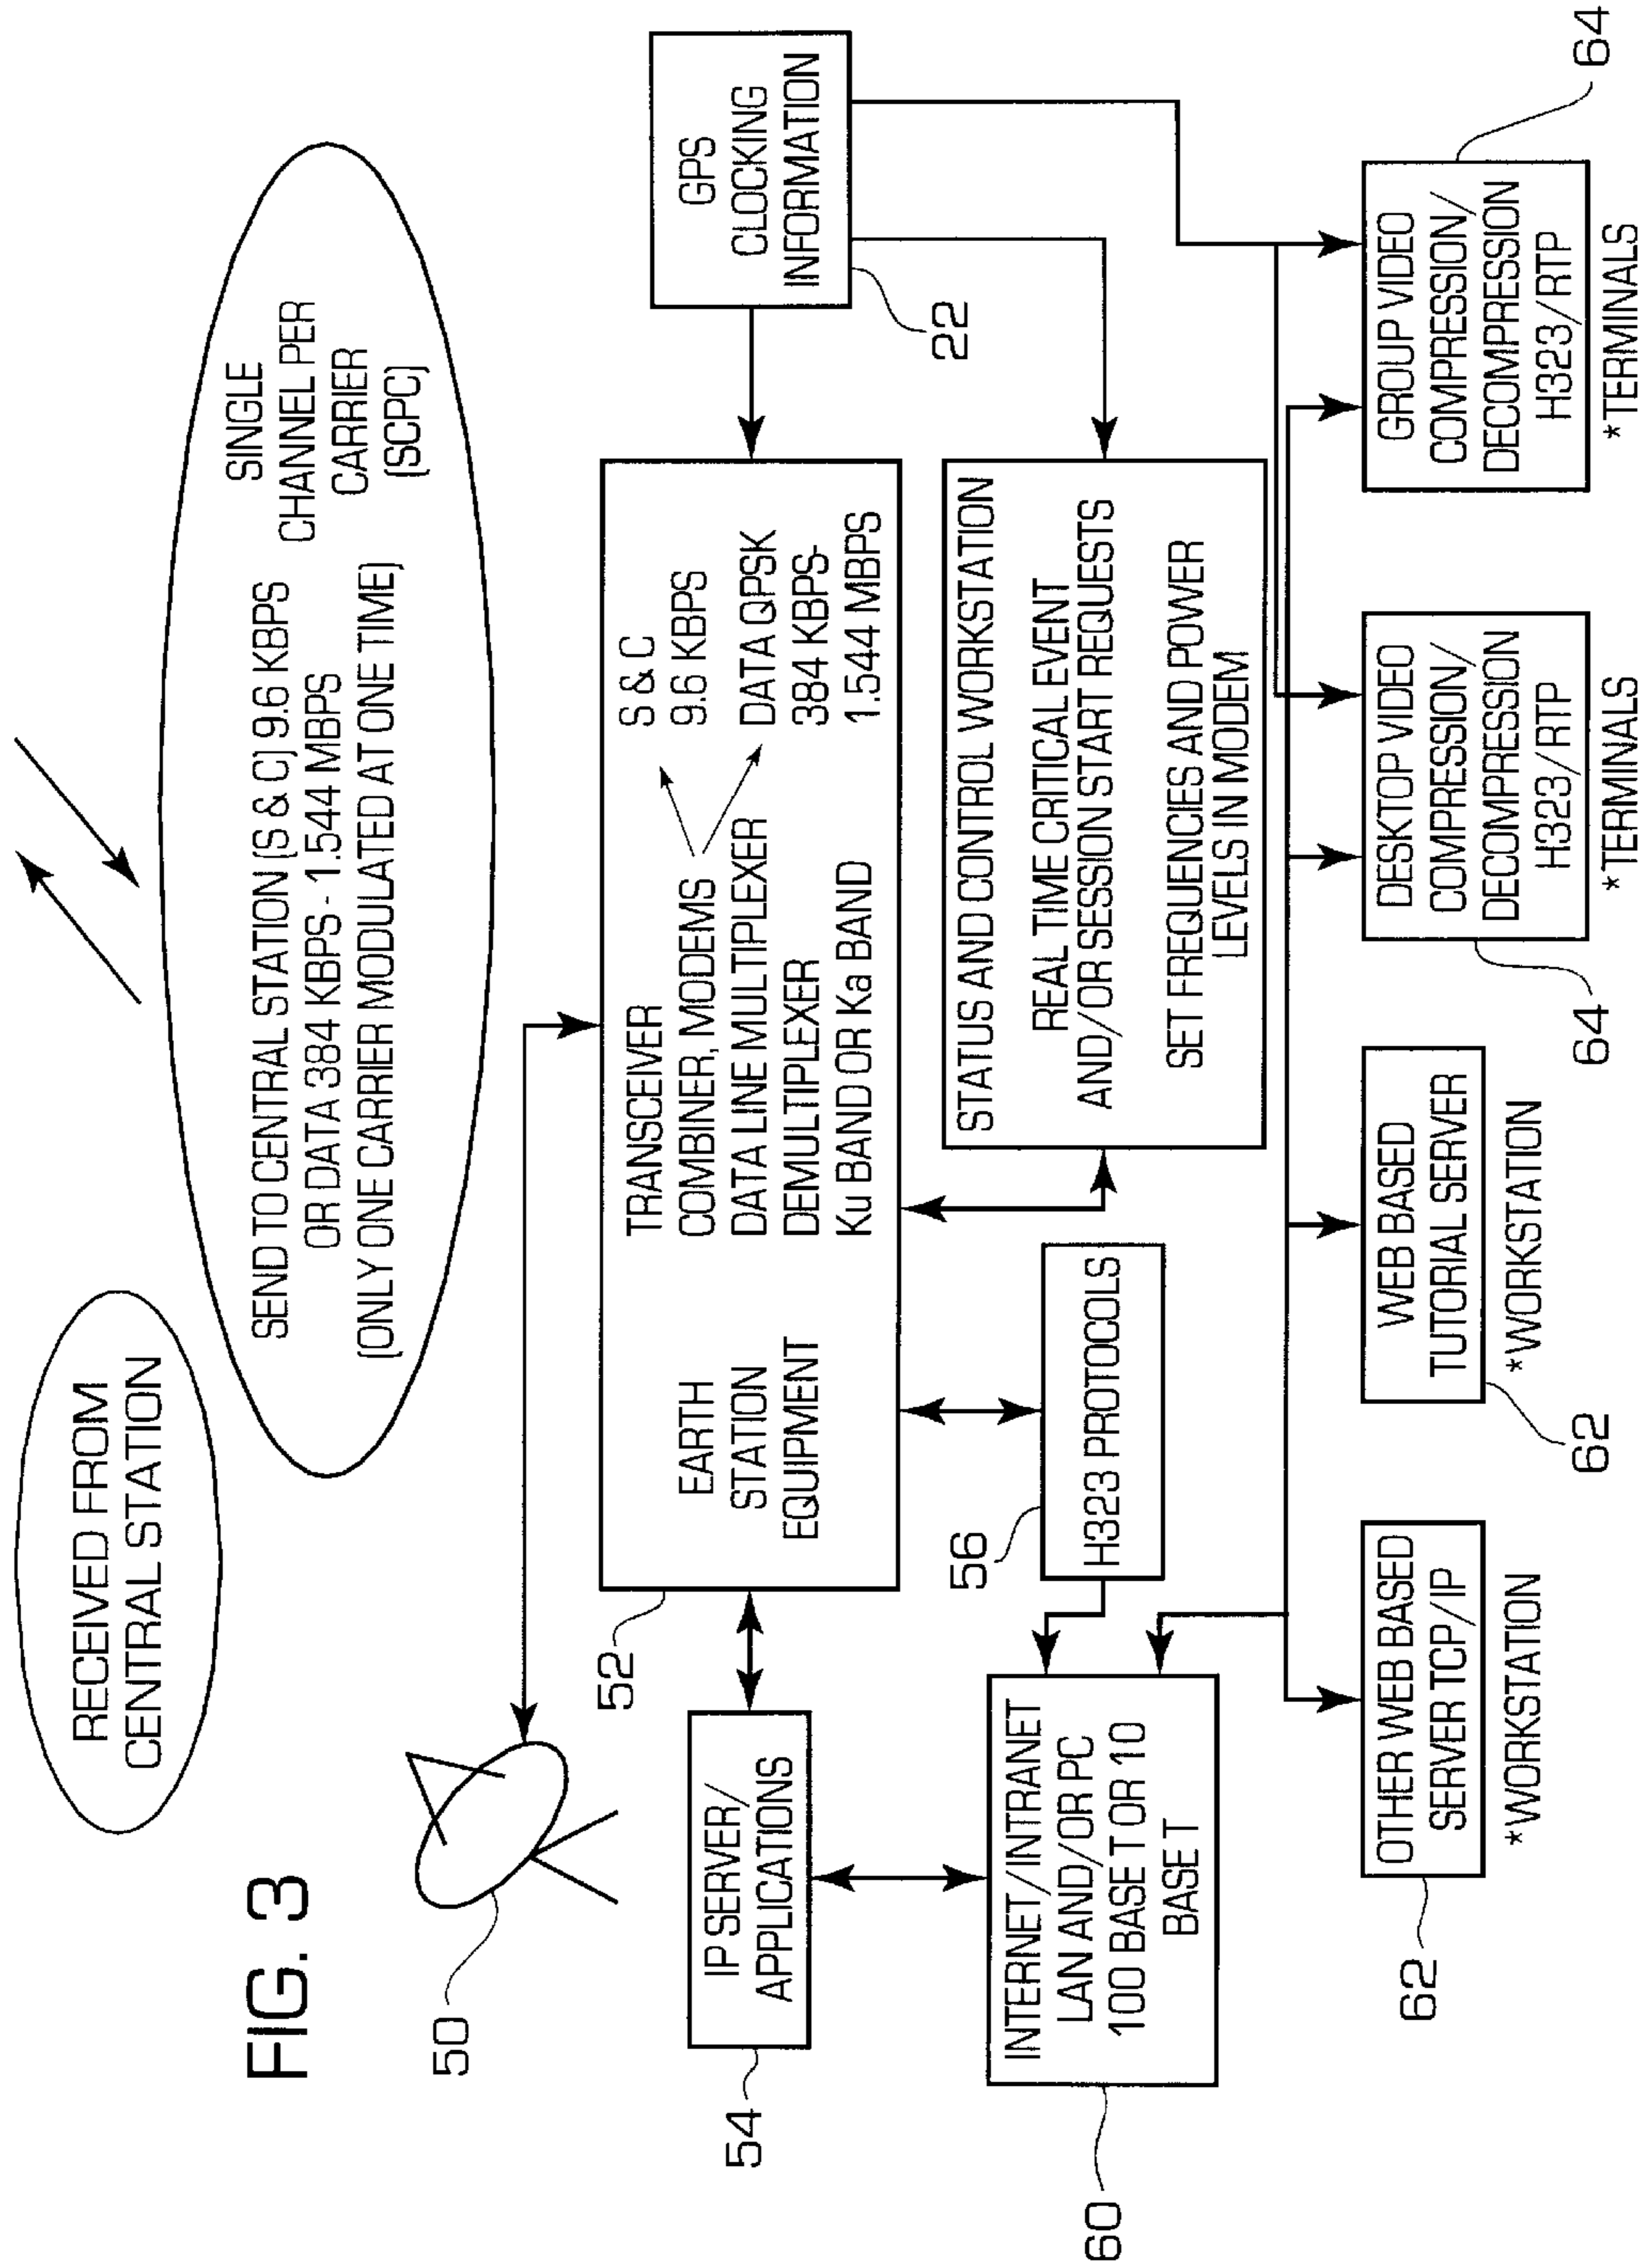 FIG. 3
RECEIVED FROM
CENTRAL STATION
SEND TO CENTRAL STATION (S & C) 9.6 KBPS
OR DATA 384 KBPS - 1.544 MBPS
(ONLY ONE CARRIER MODULATED AT ONE TIME)
SINGLE
CHANNEL PER
CARRIER
(SCPC)
50
52
EARTH
STATION
EQUIPMENT
TRANSCEIVER
COMBINER, MODEMS
DATA LINE MULTIPLEXER
DEMULTIPLEXER
Ku BAND OR Ka BAND
S & C
9.6 KBPS
DATA QPSK
384 KBPS-
1.544 MBPS
GPS
CLOCKING
INFORMATION
22
IP SERVER/
APPLICATIONS
54
56
H323 PROTOCOLS
STATUS AND CONTROL WORKSTATION
REAL TIME CRITICAL EVENT
AND/OR SESSION START REQUESTS
SET FREQUENCIES AND POWER
LEVELS IN MODEM
INTERNET/INTRANET
LAN AND/OR PC
100 BASE T OR 10
BASE T
60
OTHER WEB BASED
SERVER TCP/IP
*WORKSTATION
62
WEB BASED
TUTORIAL SERVER
*WORKSTATION
62
DESKTOP VIDEO
COMPRESSION/
DECOMPRESSION
H323/RTP
*TERMINALS
64
GROUP VIDEO
COMPRESSION/
DECOMPRESSION
H323/RTP
*TERMINALS
64